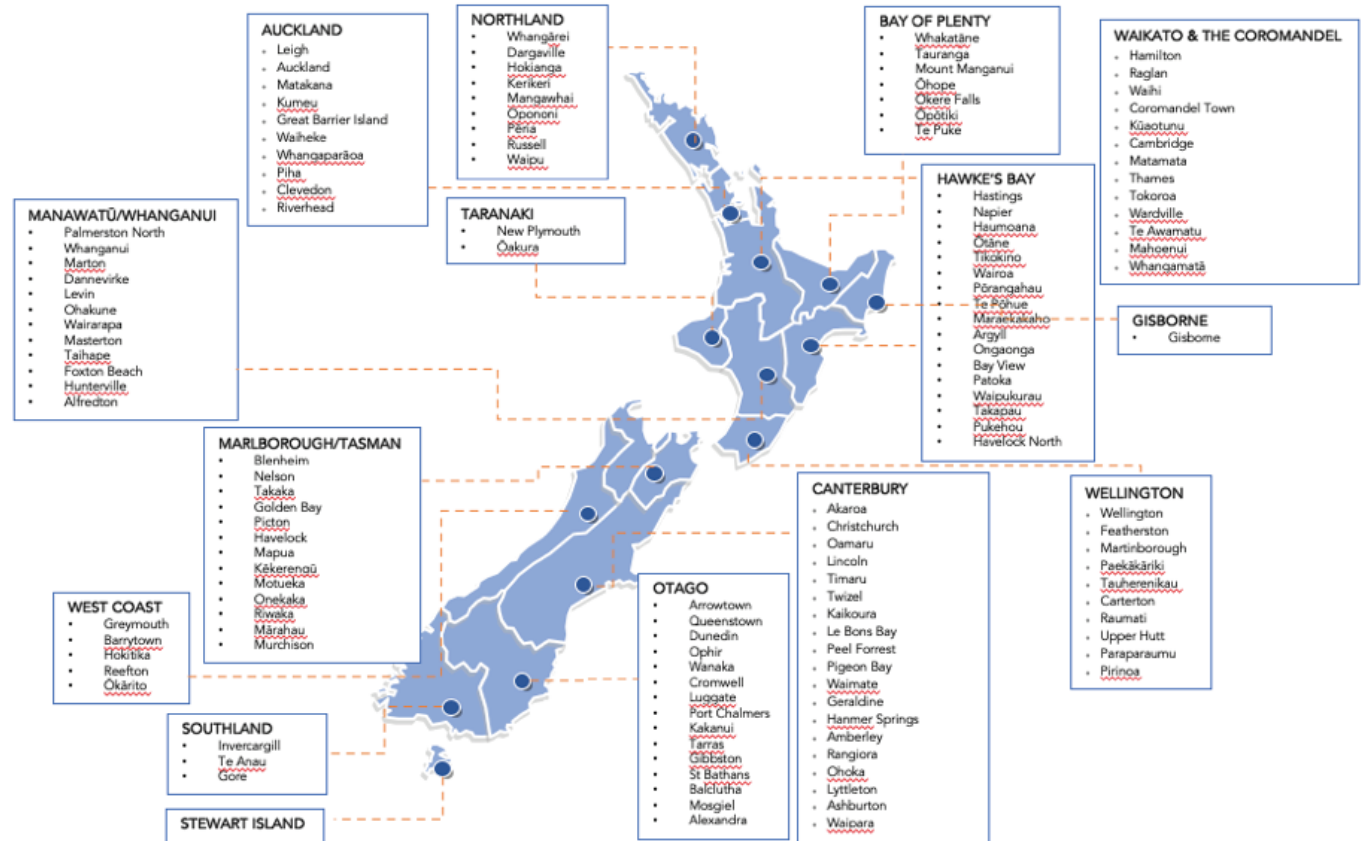 AUCKLAND
Leigh
Auckland
Matakana
Kumeu
Great Barrier Island
Waiheke
Whangaparāoa
Piha
Clevedon
Riverhead
NORTHLAND
Whangārei
Dargaville
Hokianga
Kerikeri
Mangawhai
Opononi
Pēria
Russell
Waipu
BAY OF PLENTY
Whakatāne
Tauranga
Mount Manganui
Ōhope
Ōkere Falls
Ōpōtiki
Te Puke
WAIKATO & THE COROMANDEL
Hamilton
Raglan
Waihi
Coromandel Town
Kūaotunu
Cambridge
Matamata
Thames
Tokoroa
Wardville
Te Awamatu
Mahoenui
Whangamatā
MANAWATŪ/WHANGANUI
Palmerston North
Whanganui
Marton
Dannevirke
Levin
Ohakune
Wairarapa
Masterton
Taihape
Foxton Beach
Hunterville
Alfredton
TARANAKI
New Plymouth
Ōakura
HAWKE'S BAY
Hastings
Napier
Haumoana
Ōtāne
Tikokino
Wairoa
Pōrangahau
Te Pōhue
Maraekakaho
Argyll
Ongaonga
Bay View
Patoka
Waipukurau
Takapau
Pukehou
Havelock North
GISBORNE
Gisborne
MARLBOROUGH/TASMAN
Blenheim
Nelson
Takaka
Golden Bay
Picton
Havelock
Mapua
Kēkerengū
Motueka
Onekaka
Riwaka
Mārahau
Murchison
CANTERBURY
Akaroa
Christchurch
Oamaru
Lincoln
Timaru
Twizel
Kaikoura
Le Bons Bay
Peel Forrest
Pigeon Bay
Waimate
Geraldine
Hanmer Springs
Amberley
Rangiora
Ohoka
Lyttleton
Ashburton
Waipara
WELLINGTON
Wellington
Featherston
Martinborough
Paekākāriki
Tauherenikau
Carterton
Raumati
Upper Hutt
Paraparaumu
Pirinoa
WEST COAST
Greymouth
Barrytown
Hokitika
Reefton
Ōkārito
OTAGO
Arrowtown
Queenstown
Dunedin
Ophir
Wanaka
Cromwell
Luggate
Port Chalmers
Kakanui
Tarras
Gibbston
St Bathans
Balclutha
Mosgiel
Alexandra
SOUTHLAND
Invercargill
Te Anau
Gore
STEWART ISLAND